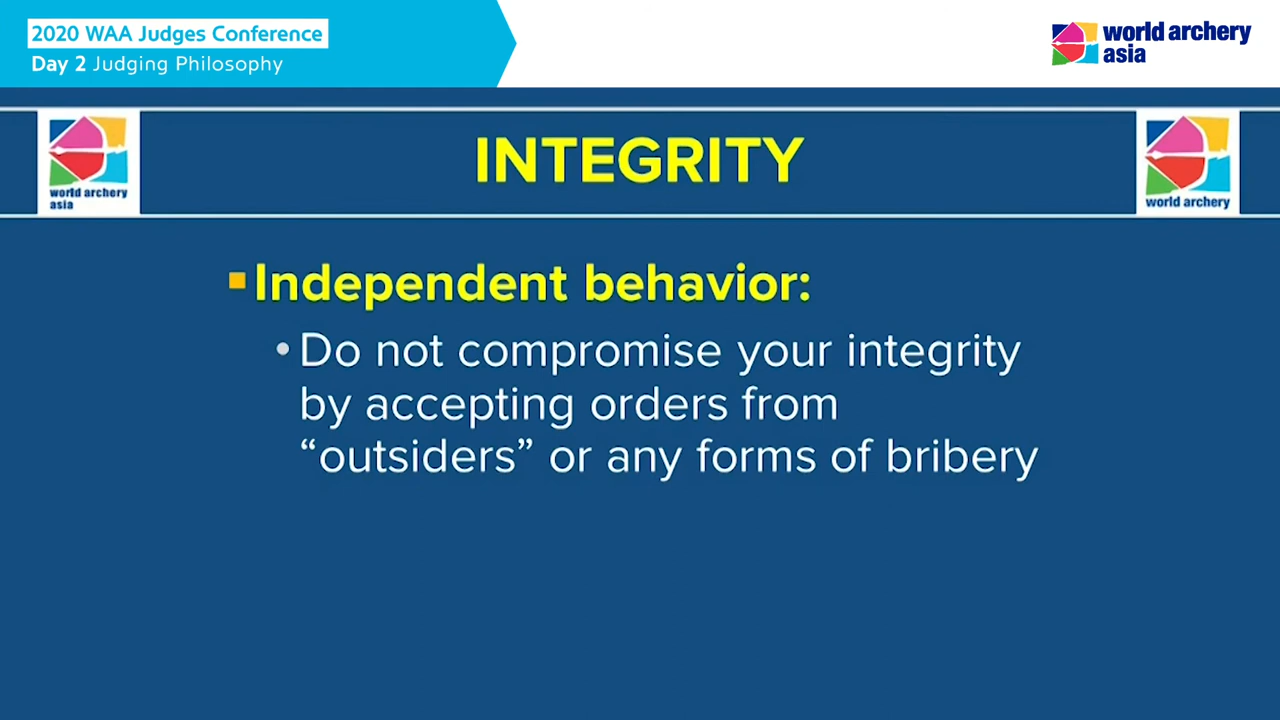 2020 WAA Judges Conference
Day 2 Judging Philosophy
world archery
asia
world archery
asia
INTEGRITY
world archery
Independent behavior:
Do not compromise your integrity
by accepting orders from
“outsiders” or any forms of bribery